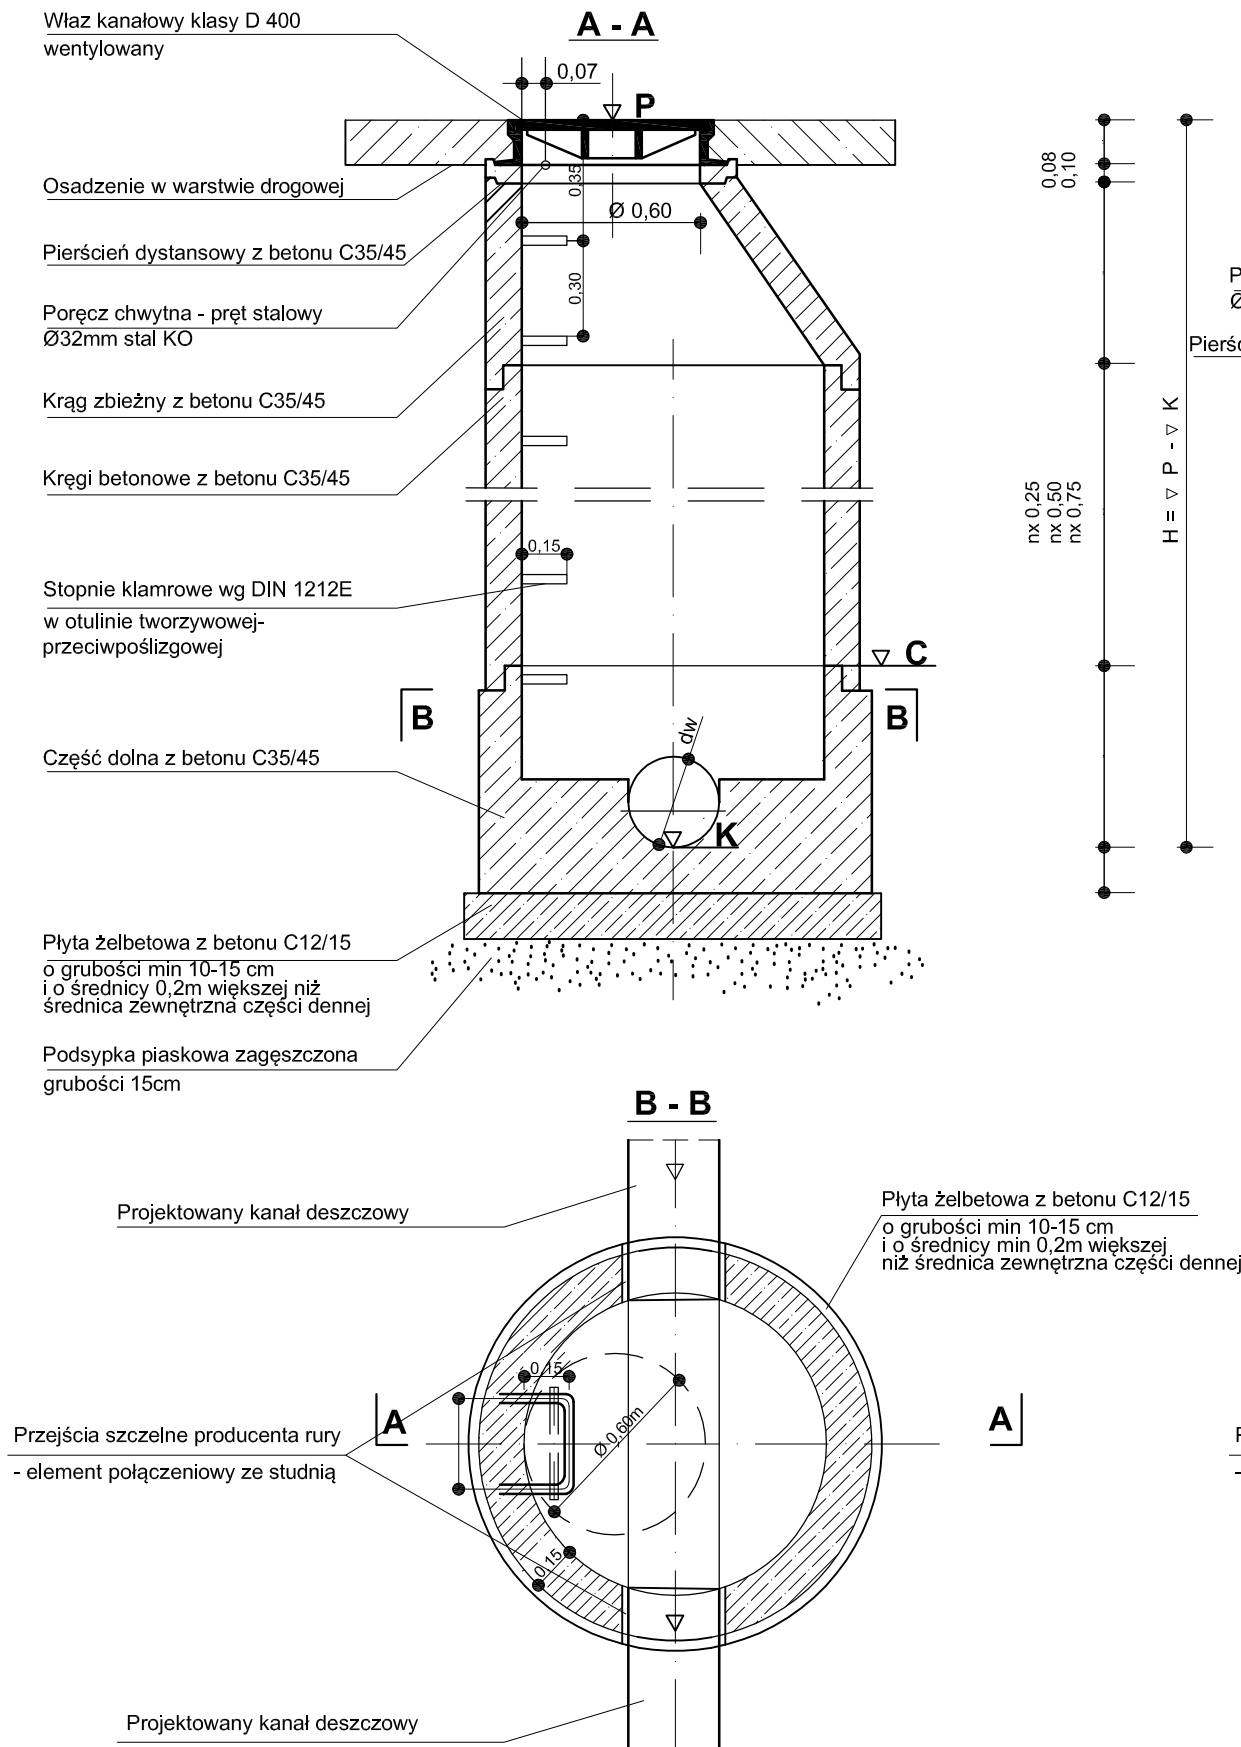 Właz kanałowy klasy D 400
wentylowany
A - A
0,07
P
Osadzenie w warstwie drogowej
0,35
Ø 0,60
0,08
0,10
Pierścień dystansowy z betonu C35/45
0,30
P
Ø
Poręcz chwytna - pręt stalowy
Ø32mm stal KO
Pierś
Krąg zbieżny z betonu C35/45
Kręgi betonowe z betonu C35/45
H = ▽ P - ▽ K
nx 0,25
nx 0,50
nx 0,75
0,15
Stopnie klamrowe wg DIN 1212E
w otulinie tworzywowej-
przeciwpoślizgowej
C
B
B
dw
Część dolna z betonu C35/45
K
Płyta żelbetowa z betonu C12/15
o grubości min 10-15 cm
i o średnicy 0,2m większej niż
średnica zewnętrzna części dennej
Podsypka piaskowa zagęszczona
grubości 15cm
B - B
Projektowany kanał deszczowy
Płyta żelbetowa z betonu C12/15
o grubości min 10-15 cm
i o średnicy min 0,2m większej
niż średnica zewnętrzna części dennej
0,15
A
A
Ø 0,60m
Przejścia szczelne producenta rury
- element połączeniowy ze studnią
P
-
0,15
Projektowany kanał deszczowy